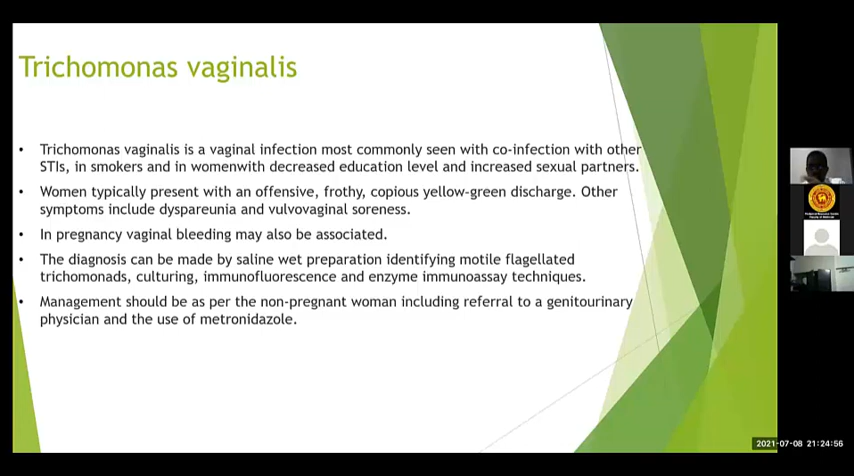 Trichomonas vaginalis
• Trichomonas vaginalis is a vaginal infection most commonly seen with co-infection with other
STIs, in smokers and in womenwith decreased education level and increased sexual partners.
• Women typically present with an offensive, frothy, copious yellow-green discharge. Other
symptoms include dyspareunia and vulvovaginal soreness.
• In pregnancy vaginal bleeding may also be associated.
• The diagnosis can be made by saline wet preparation identifying motile flagellated
trichomonads, culturing, immunofluorescence and enzyme immunoassay techniques.
• Management should be as per the non-pregnant woman including referral to a genitourinary
physician and the use of metronidazole.
2021-07-08 21:24:56